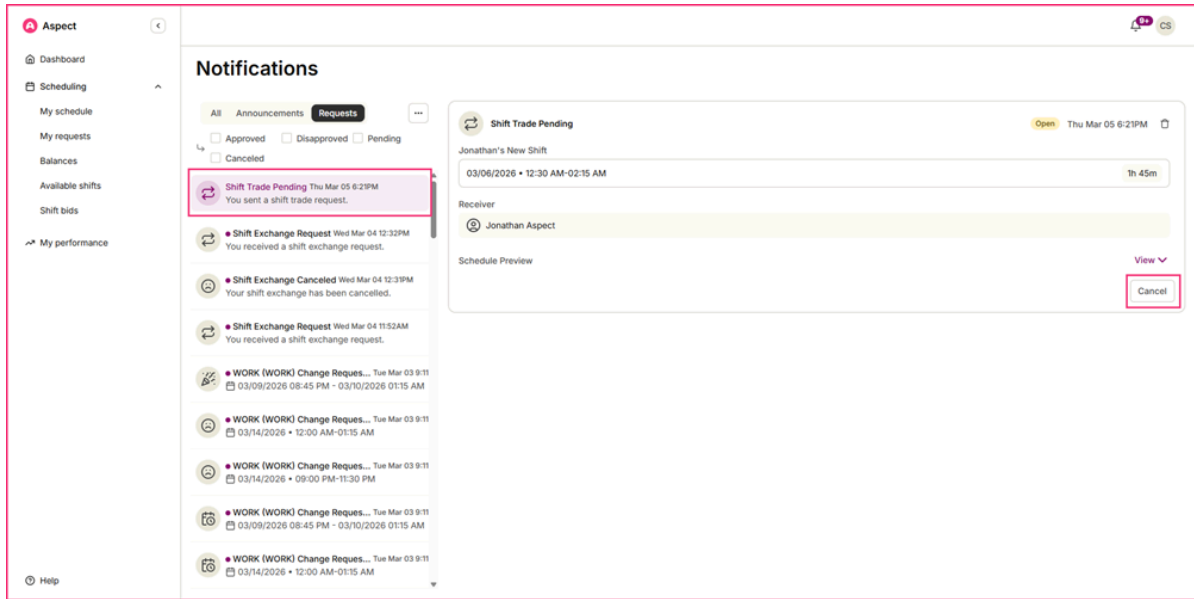 Aspect
9+
CS
Dashboard
Scheduling
My schedule
My requests
Balances
Available shifts
Shift bids
My performance
Help
Notifications
All Announcements Requests
Approved Disapproved Pending
Canceled
Shift Trade Pending Thu Mar 05 6:21PM
You sent a shift trade request.
Shift Exchange Request Wed Mar 04 12:32PM
You received a shift exchange request.
Shift Exchange Canceled Wed Mar 04 12:31PM
Your shift exchange has been cancelled.
Shift Exchange Request Wed Mar 04 11:52AM
You received a shift exchange request.
WORK (WORK) Change Reques... Tue Mar 03 9:11
03/09/2026 08:45 PM - 03/10/2026 01:15 AM
WORK (WORK) Change Reques... Tue Mar 03 9:11
03/14/2026 • 12:00 AM-01:15 AM
WORK (WORK) Change Reques... Tue Mar 03 9:11
03/14/2026 • 09:00 PM-11:30 PM
WORK (WORK) Change Reques... Tue Mar 03 9:11
03/09/2026 08:45 PM - 03/10/2026 01:15 AM
WORK (WORK) Change Reques... Tue Mar 03 9:11
03/14/2026 • 12:00 AM-01:15 AM
Shift Trade Pending Open Thu Mar 05 6:21PM
Jonathan's New Shift
03/06/2026 • 12:30 AM-02:15 AM 1h 45m
Receiver
Jonathan Aspect
Schedule Preview View
Cancel